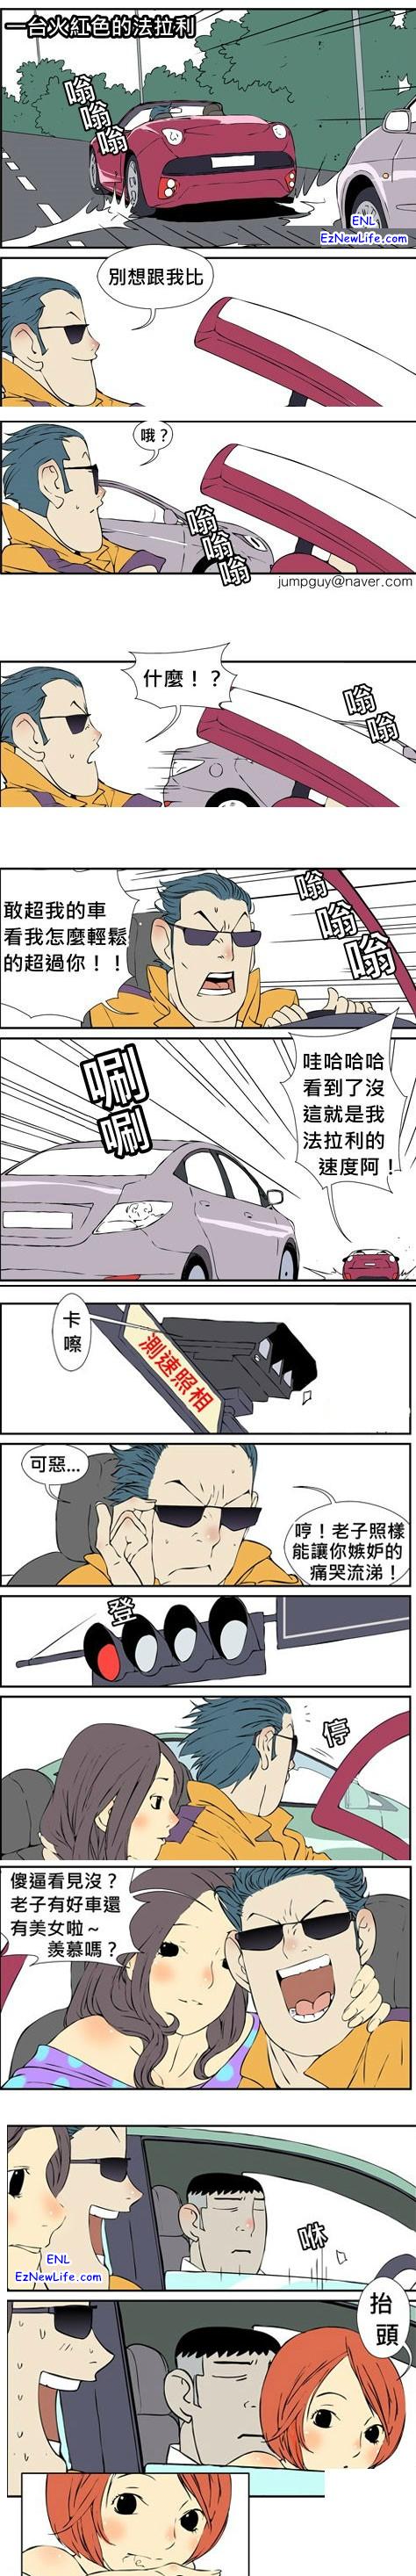 一台火紅色的法拉利
嗡
嗡
嗡
ENL
EzNewLife.com
別想跟我比
哦？
嗡
嗡
嗡
jumpguy@naver.com
什麼！？
嗡
嗡
敢超我的車
看我怎麼輕鬆
的超過你！！
嗡
嗡
嗡
唰
唰
哇哈哈哈
看到了沒
這就是我
法拉利的
速度阿！
卡
嚓
測速照相
可惡...
哼！老子照樣
能讓你嫉妒的
痛哭流涕！
登
停
傻逼看見沒？
老子有好車還
有美女啦～
羨慕嗎？
ENL
EzNewLife.com
咻
抬
頭